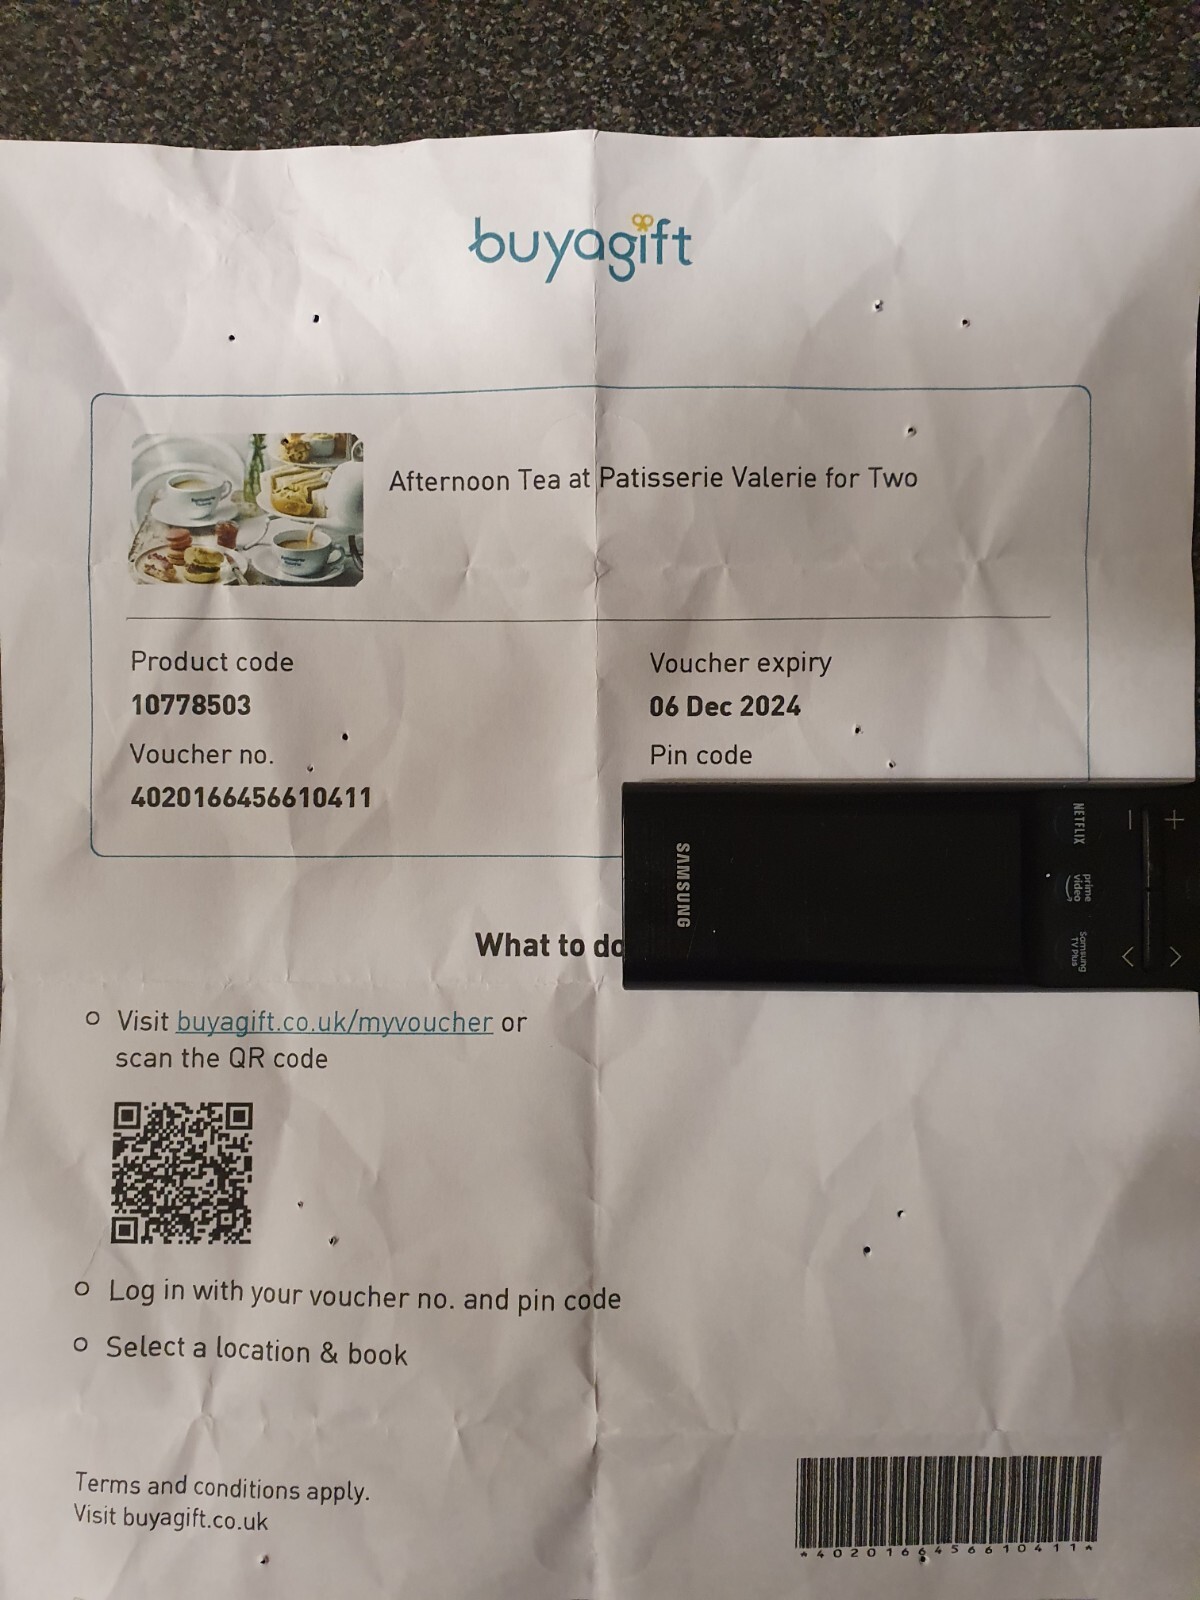 buyagift
Afternoon Tea at Patisserie Valerie for Two
Product code
10778503
Voucher expiry
06 Dec 2024
Voucher no.
4020166456610411
Pin code
SAMSUNG
NETFLIX
prime
video
Samsung
TV Plus
What to do
Visit buyagift.co.uk/myvoucher or
scan the QR code
Log in with your voucher no. and pin code
Select a location & book
Terms and conditions apply.
Visit buyagift.co.uk
*4020166456610411*